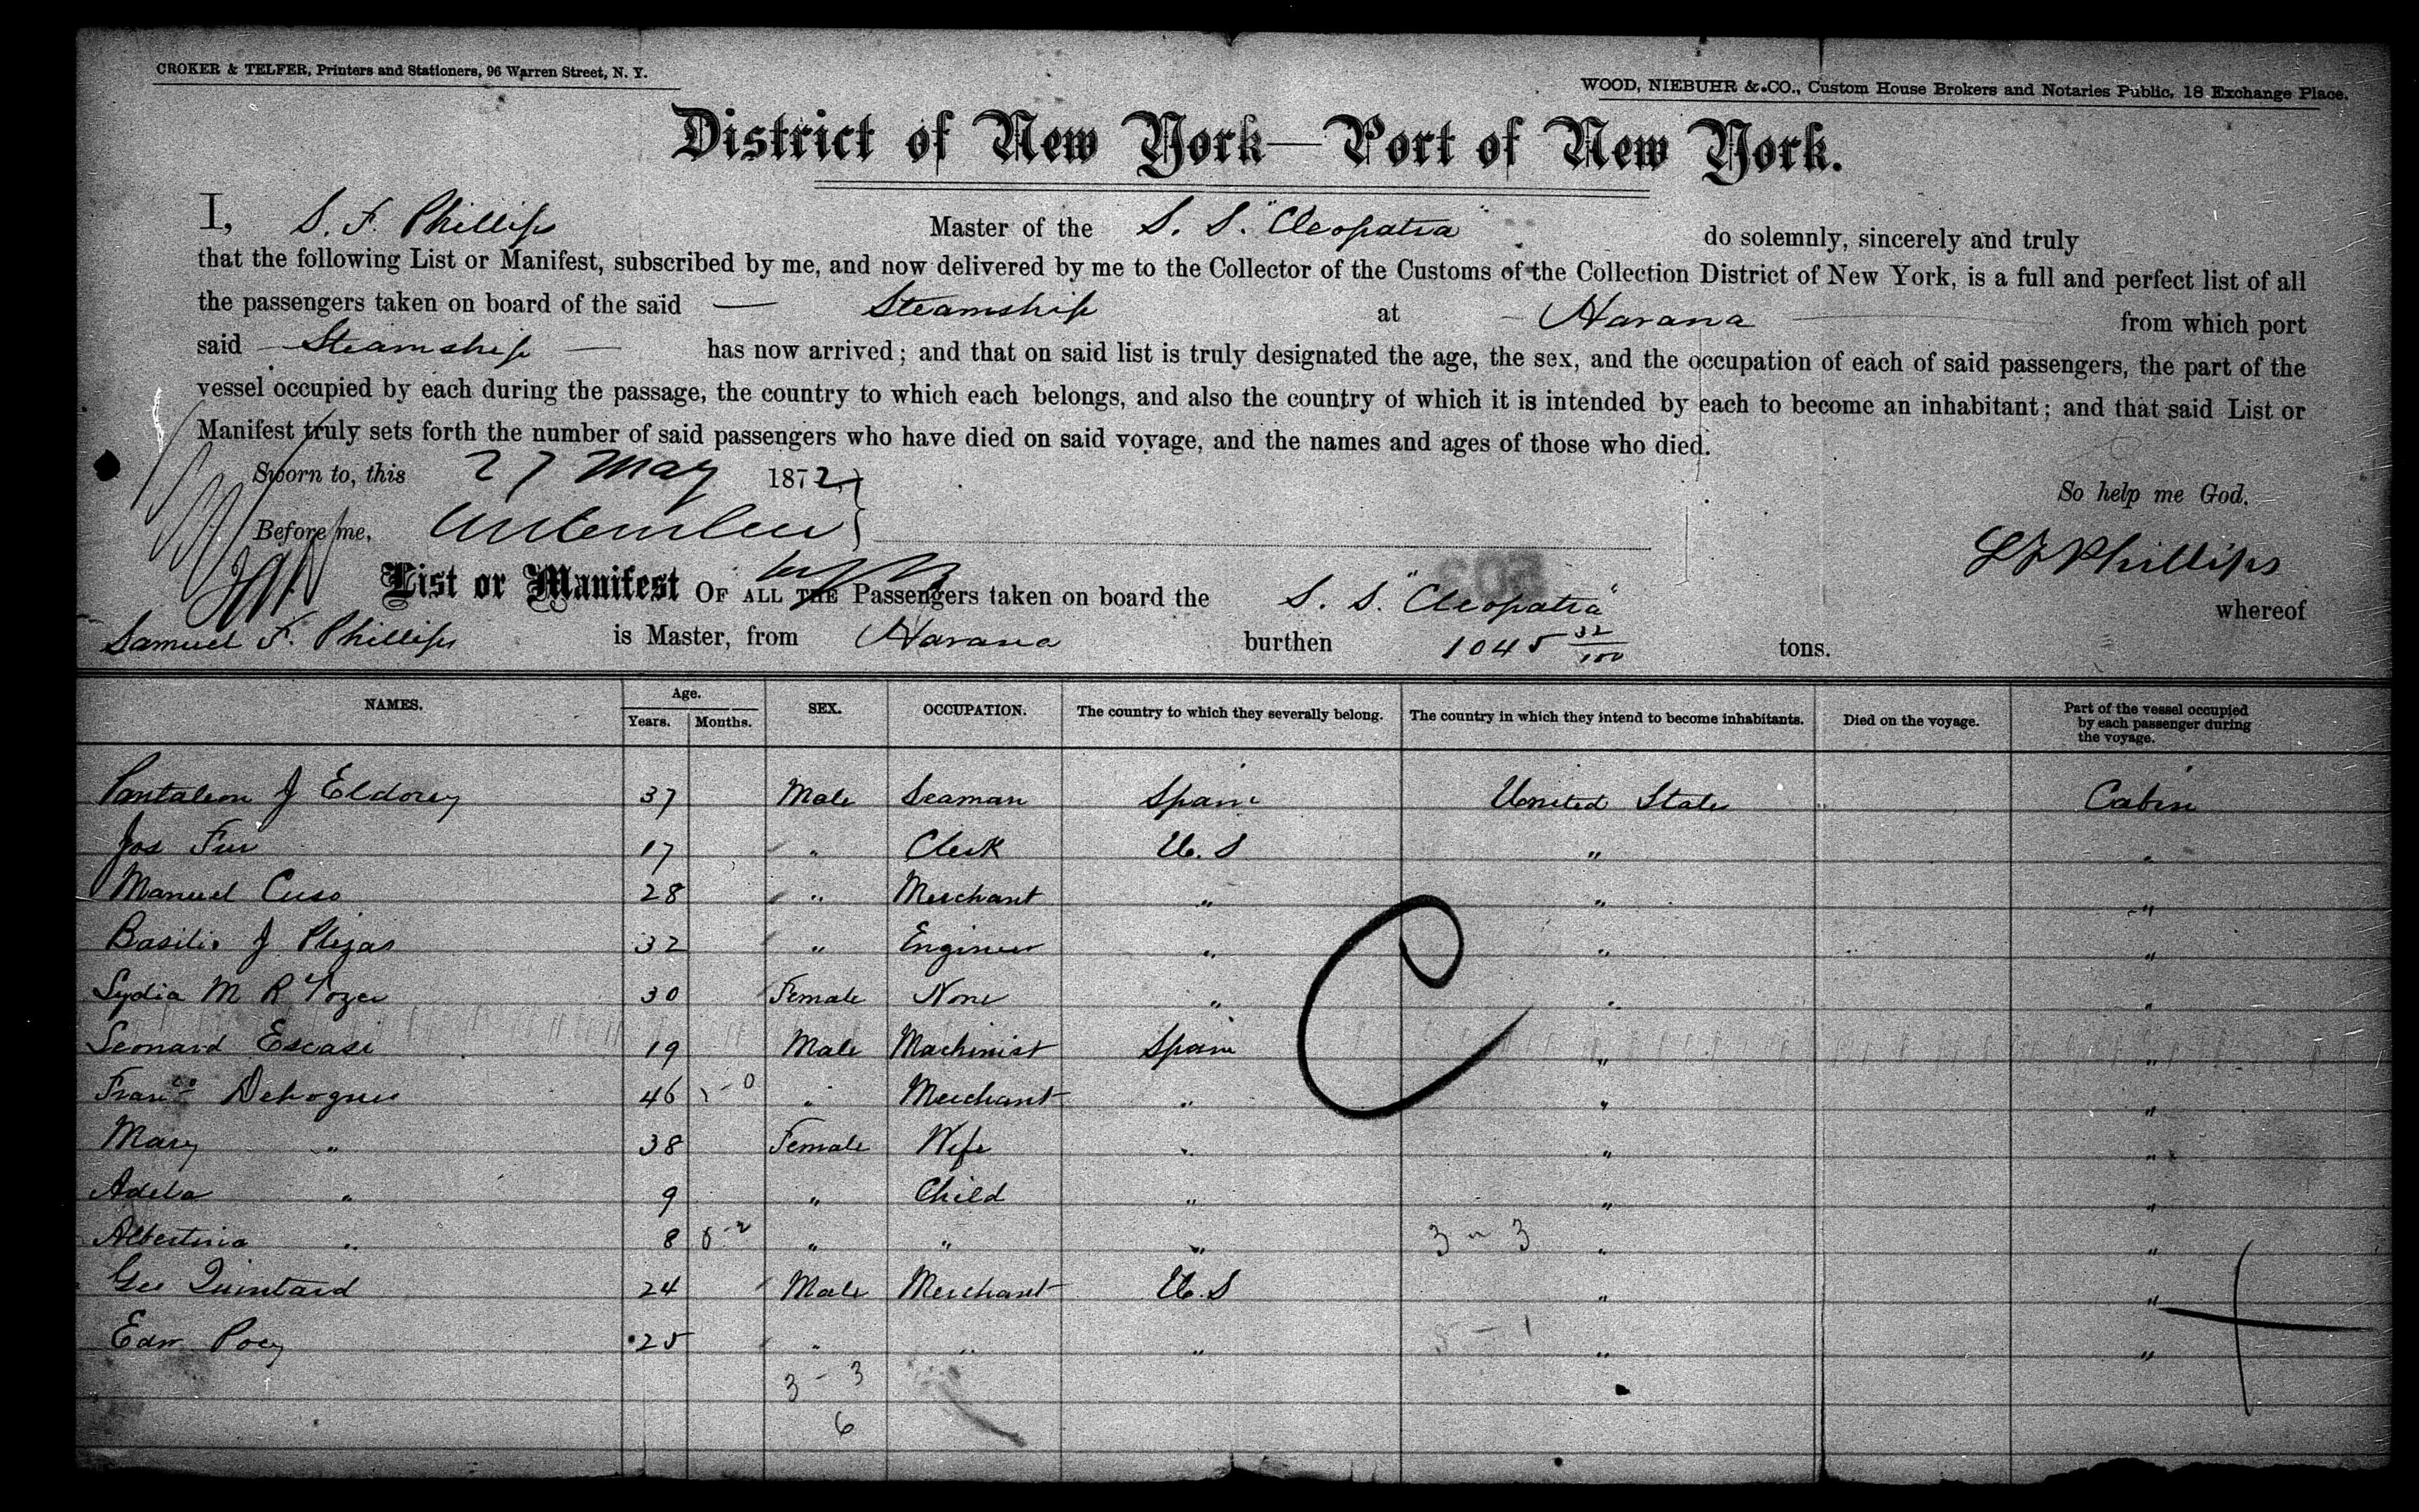 CROKER & TELFER, Printers and Stationers, 96 Warren Street, N. Y.
WOOD, NIEBUHR & CO., Custom House Brokers and Notaries Public, 18 Exchange Place.
District of New York—Port of New York.
I, S. F. Phillips Master of the S. S. "Cleopatra" do solemnly, sincerely and truly
that the following List or Manifest, subscribed by me, and now delivered by me to the Collector of the Customs of the Collection District of New York, is a full and perfect list of all
the passengers taken on board of the said — Steamship at Havana from which port
said — Steamship — has now arrived; and that on said list is truly designated the age, the sex, and the occupation of each of said passengers, the part of the
vessel occupied by each during the passage, the country to which each belongs, and also the country of which it is intended by each to become an inhabitant; and that said List or
Manifest truly sets forth the number of said passengers who have died on said voyage, and the names and ages of those who died.
Sworn to, this 27 May 1872, So help me God.
Before me,
S F Phillips
List or Manifest OF ALL THE Passengers taken on board the S. S. "Cleopatra" whereof
Samuel F. Phillips is Master, from Havana burthen 1045 32/100 tons.
NAMES. Age. Years. Months. SEX. OCCUPATION. The country to which they severally belong. The country in which they intend to become inhabitants. Died on the voyage. Part of the vessel occupied by each passenger during the voyage.
Pantaleon J Eldorey 37 Male Seaman Spain United States Cabin
Jos Fur 17 " Clerk U. S " "
Manuel Cuso 28 " Merchant " " "
Basilio J Plejas 32 " Engineer " " "
Lydia M R Tozer 30 Female None " " "
Leonard Escasi 19 Male Machinist Spain " "
Franco Dehogues 46 " Merchant " " "
Mary " 38 Female Wife " " "
Adela " 9 " Child " " "
Albertina " 8 " " " 3 - 3 " "
Geo Quintard 24 Male Merchant U. S " "
Edw Poey 25 " " " " "
3 - 3
6